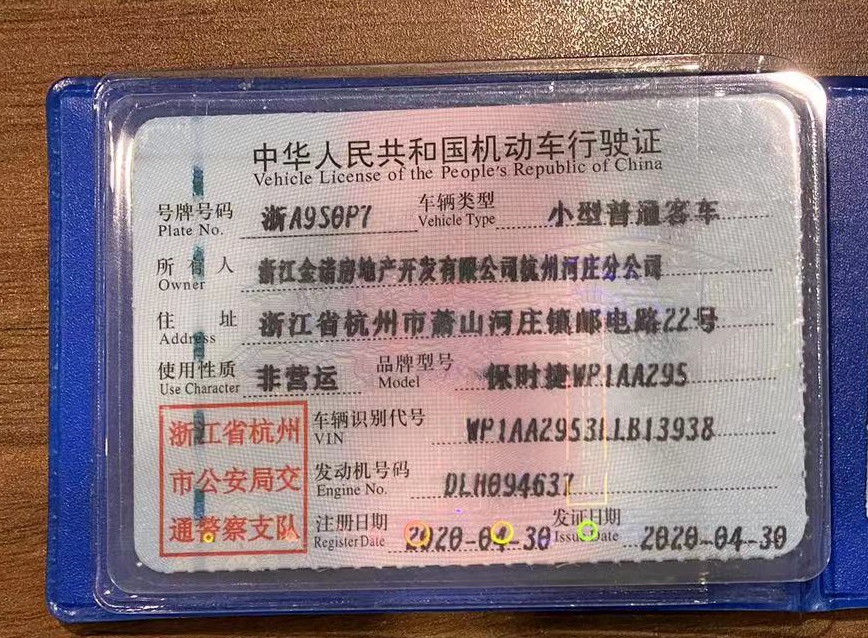 中华人民共和国机动车行驶证
Vehicle License of the People's Republic of China
号牌号码 浙A9S0P7 车辆类型 小型普通客车
Plate No. Vehicle Type
所有人 浙江金诺房地产开发有限公司杭州河庄分公司
Owner
住址 浙江省杭州市萧山河庄镇邮电路22号
Address
使用性质 非营运 品牌型号 保时捷WP1AA295
Use Character Model
浙江省杭州 车辆识别代号 WP1AA2953LLB13938
VIN
市公安局交 发动机号码 DLH094637
Engine No.
通警察支队 注册日期 2020-04-30 发证日期 2020-04-30
Register Date Issue Date